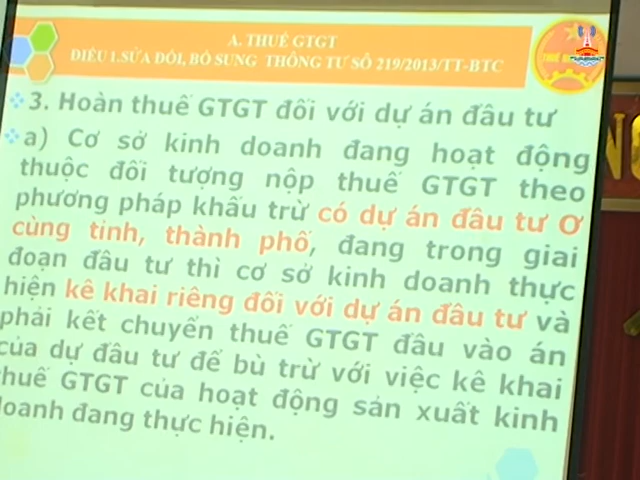 A. THUẾ GTGT
ĐIỀU 1.SỬA ĐỔI, BỔ SUNG THÔNG TƯ SỐ 219/2013/TT-BTC
3. Hoàn thuế GTGT đối với dự án đầu tư
a) Cơ sở kinh doanh đang hoạt động
thuộc đối tượng nộp thuế GTGT theo
phương pháp khấu trừ có dự án đầu tư Ở
cùng tỉnh, thành phố, đang trong giai
đoạn đầu tư thì cơ sở kinh doanh thực
hiện kê khai riêng đối với dự án đầu tư và
phải kết chuyển thuế GTGT đầu vào án
của dự đầu tư để bù trừ với việc kê khai
thuế GTGT của hoạt động sản xuất kinh
doanh đang thực hiện.